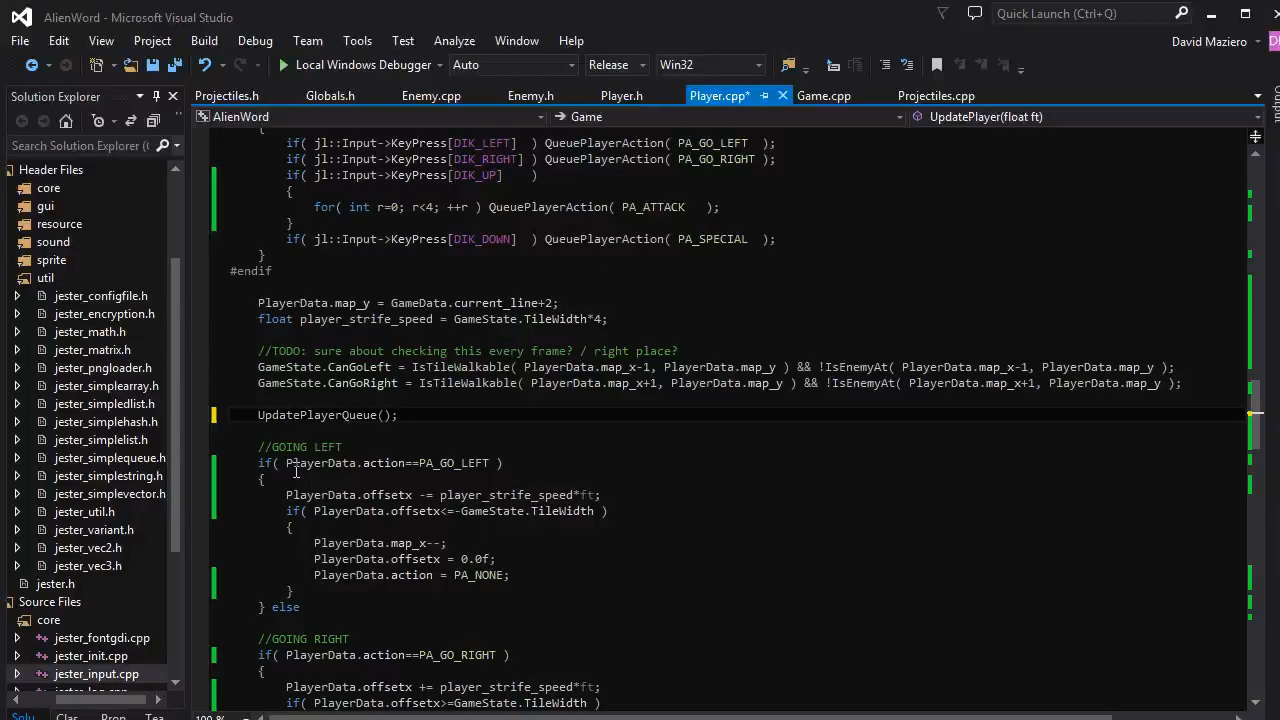 AlienWord - Microsoft Visual Studio
Quick Launch (Ctrl+Q)
File Edit View Project Build Debug Team Tools Test Analyze Window Help
David Maziero
Local Windows Debugger Auto Release Win32
Solution Explorer
Projectiles.h Globals.h Enemy.cpp Enemy.h Player.h Player.cpp* Game.cpp Projectiles.cpp
AlienWord Game UpdatePlayer(float ft)
Search Solution Explorer (
Header Files
core
gui
resource
sound
sprite
util
jester_configfile.h
jester_encryption.h
jester_math.h
jester_matrix.h
jester_pngloader.h
jester_simplearray.h
jester_simpledlist.h
jester_simplehash.h
jester_simplelist.h
jester_simplequeue.h
jester_simplestring.h
jester_simplevector.h
jester_util.h
jester_variant.h
jester_vec2.h
jester_vec3.h
jester.h
Source Files
core
jester_fontgdi.cpp
jester_init.cpp
jester_input.cpp
Solu Clas Prop Tea
{
if( jl::Input->KeyPress[DIK_LEFT] ) QueuePlayerAction( PA_GO_LEFT );
if( jl::Input->KeyPress[DIK_RIGHT] ) QueuePlayerAction( PA_GO_RIGHT );
if( jl::Input->KeyPress[DIK_UP] )
{
for( int r=0; r<4; ++r ) QueuePlayerAction( PA_ATTACK );
}
if( jl::Input->KeyPress[DIK_DOWN] ) QueuePlayerAction( PA_SPECIAL );
}
#endif
PlayerData.map_y = GameData.current_line+2;
float player_strife_speed = GameState.TileWidth*4;
//TODO: sure about checking this every frame? / right place?
GameState.CanGoLeft = IsTileWalkable( PlayerData.map_x-1, PlayerData.map_y ) && !IsEnemyAt( PlayerData.map_x-1, PlayerData.map_y );
GameState.CanGoRight = IsTileWalkable( PlayerData.map_x+1, PlayerData.map_y ) && !IsEnemyAt( PlayerData.map_x+1, PlayerData.map_y );
UpdatePlayerQueue();
//GOING LEFT
if( PlayerData.action==PA_GO_LEFT )
{
PlayerData.offsetx -= player_strife_speed*ft;
if( PlayerData.offsetx<=-GameState.TileWidth )
{
PlayerData.map_x--;
PlayerData.offsetx = 0.0f;
PlayerData.action = PA_NONE;
}
} else
//GOING RIGHT
if( PlayerData.action==PA_GO_RIGHT )
{
PlayerData.offsetx += player_strife_speed*ft;
if( PlayerData.offsetx>=GameState.TileWidth )